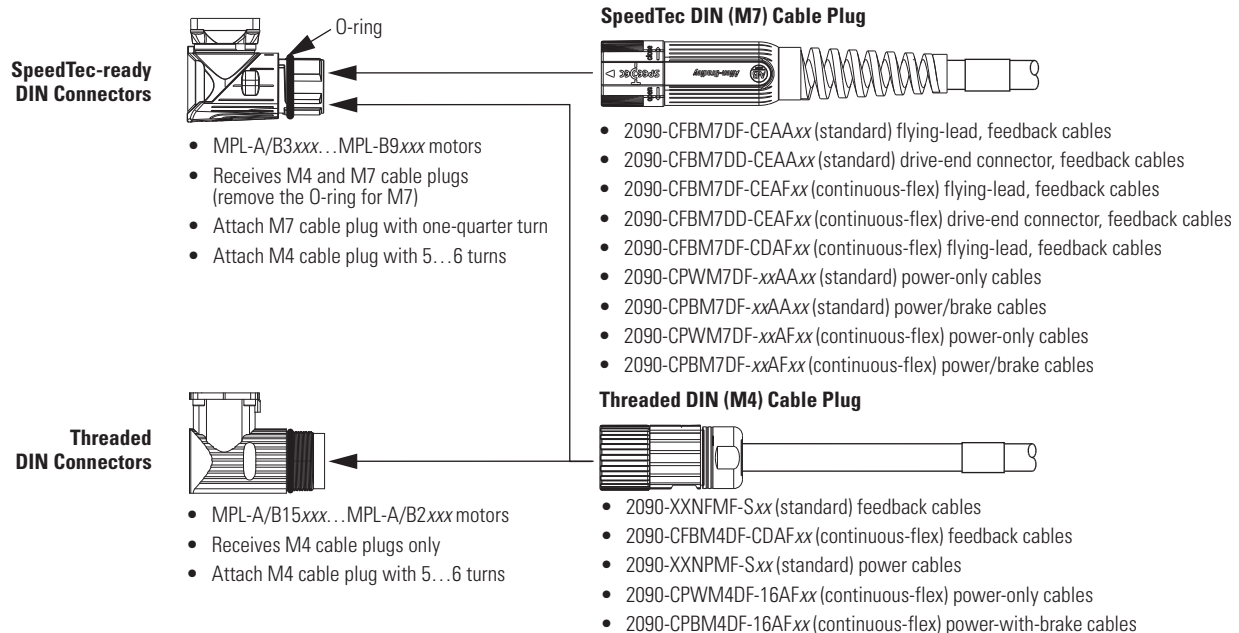 SpeedTec-ready
DIN Connectors
O-ring
• MPL-A/B3xxx…MPL-B9xxx motors
• Receives M4 and M7 cable plugs
(remove the O-ring for M7)
• Attach M7 cable plug with one-quarter turn
• Attach M4 cable plug with 5…6 turns
SpeedTec DIN (M7) Cable Plug
Allen-Bradley
AB
• 2090-CFBM7DF-CEAAxx (standard) flying-lead, feedback cables
• 2090-CFBM7DD-CEAAxx (standard) drive-end connector, feedback cables
• 2090-CFBM7DF-CEAFxx (continuous-flex) flying-lead, feedback cables
• 2090-CFBM7DD-CEAFxx (continuous-flex) drive-end connector, feedback cables
• 2090-CFBM7DF-CDAFxx (continuous-flex) flying-lead, feedback cables
• 2090-CPWM7DF-xxAAxx (standard) power-only cables
• 2090-CPBM7DF-xxAAxx (standard) power/brake cables
• 2090-CPWM7DF-xxAFxx (continuous-flex) power-only cables
• 2090-CPBM7DF-xxAFxx (continuous-flex) power/brake cables
Threaded
DIN Connectors
• MPL-A/B15xxx…MPL-A/B2xxx motors
• Receives M4 cable plugs only
• Attach M4 cable plug with 5…6 turns
Threaded DIN (M4) Cable Plug
• 2090-XXNFMF-Sxx (standard) feedback cables
• 2090-CFBM4DF-CDAFxx (continuous-flex) feedback cables
• 2090-XXNPMF-Sxx (standard) power cables
• 2090-CPWM4DF-16AFxx (continuous-flex) power-only cables
• 2090-CPBM4DF-16AFxx (continuous-flex) power-with-brake cables